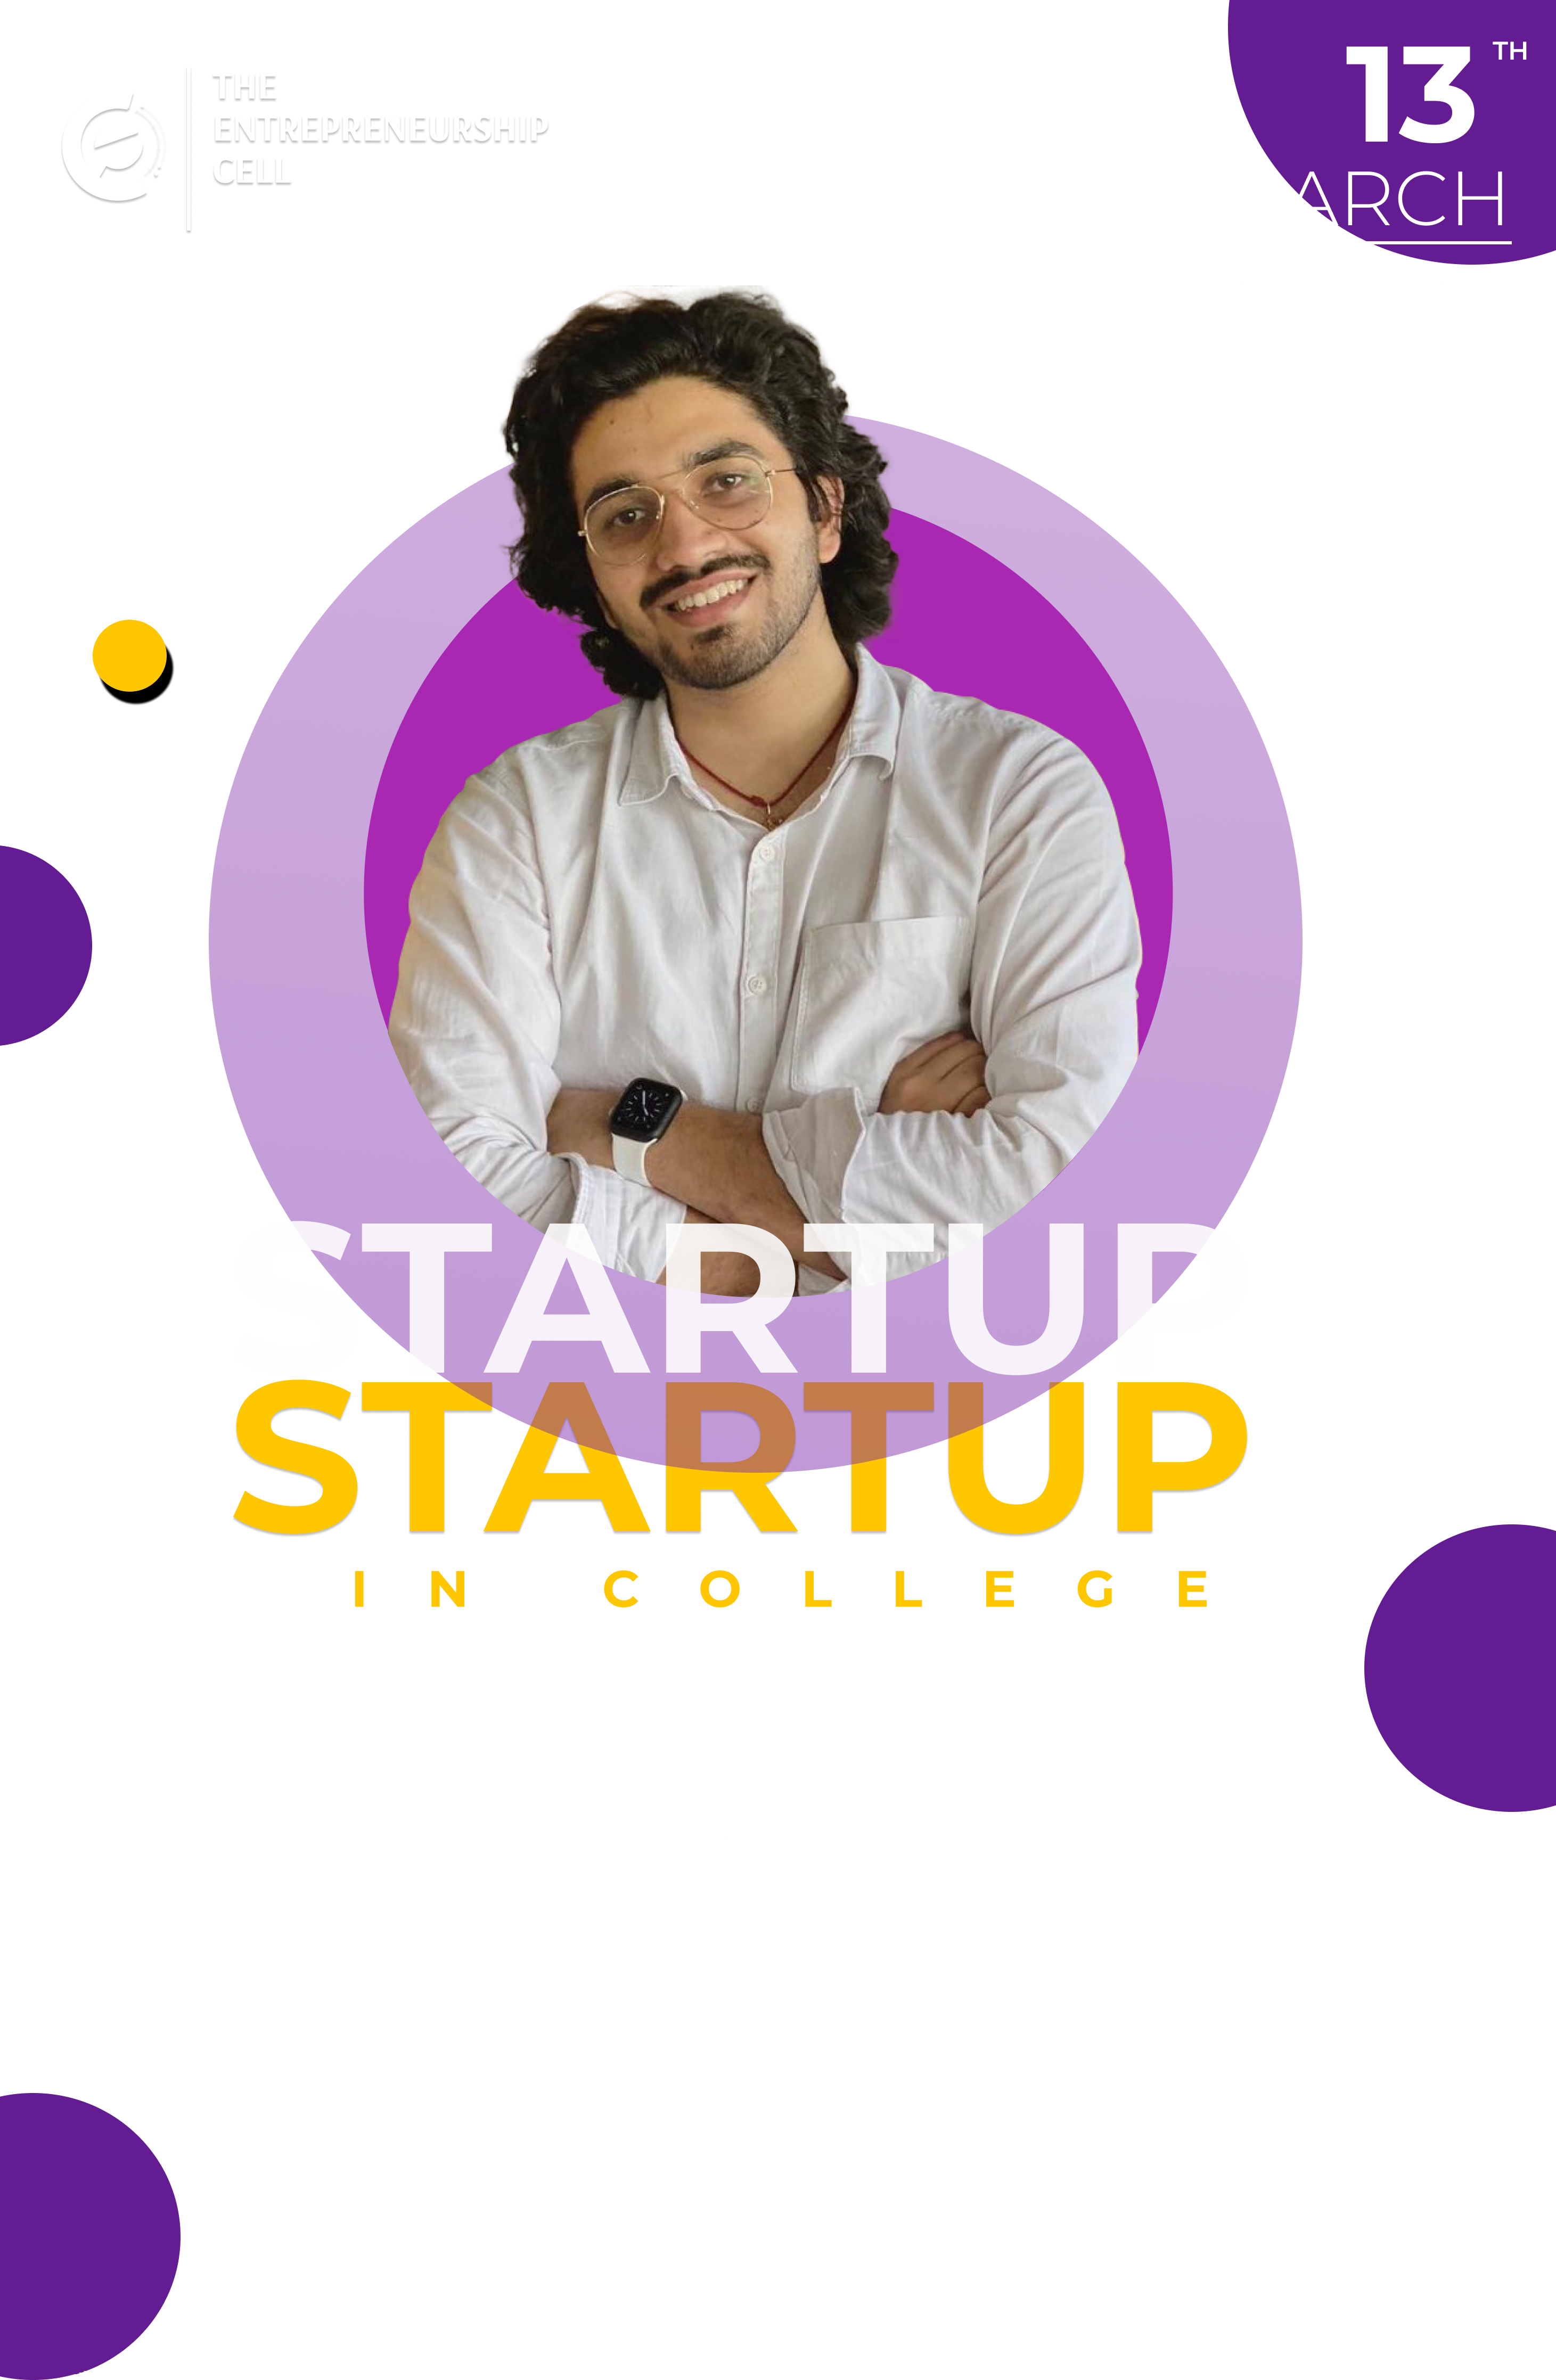 THE
ENTREPRENEURSHIP
CELL
13TH
ARCH
STARTUP
STARTUP
IN COLLEGE